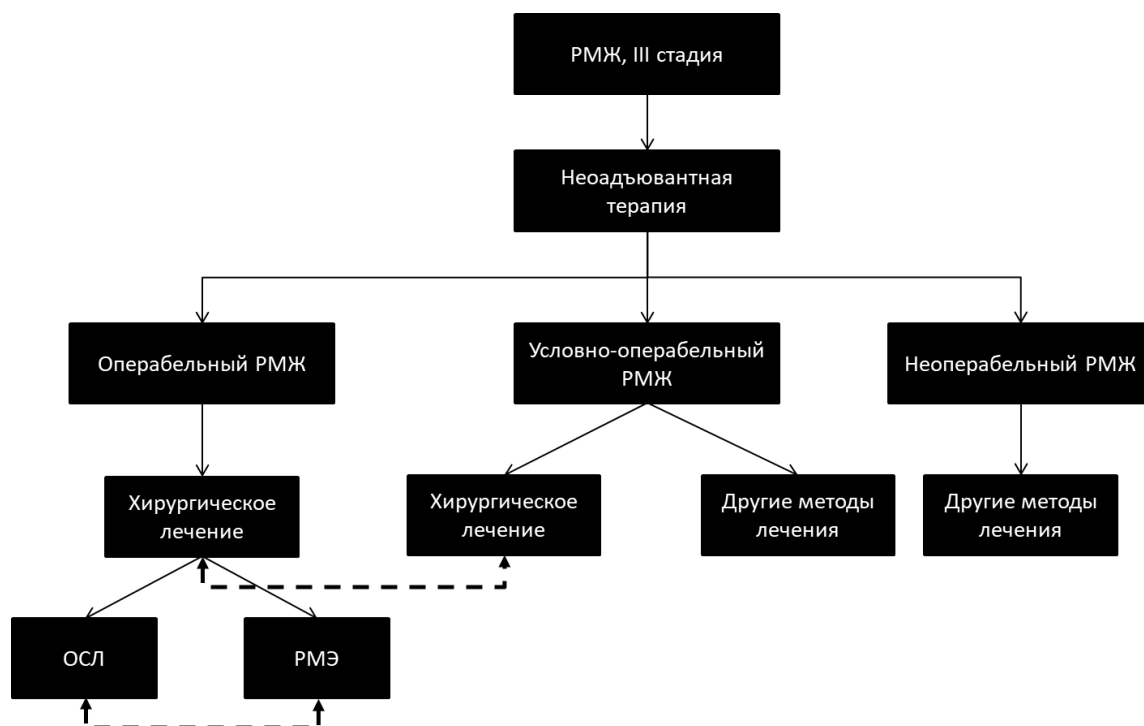 РМЖ, III стадия
Неоадъювантная
терапия
Операбельный РМЖ
Условно-операбельный
РМЖ
Неоперабельный РМЖ
Хирургическое
лечение
Хирургическое
лечение
Другие методы
лечения
Другие методы
лечения
ОСЛ
РМЭ